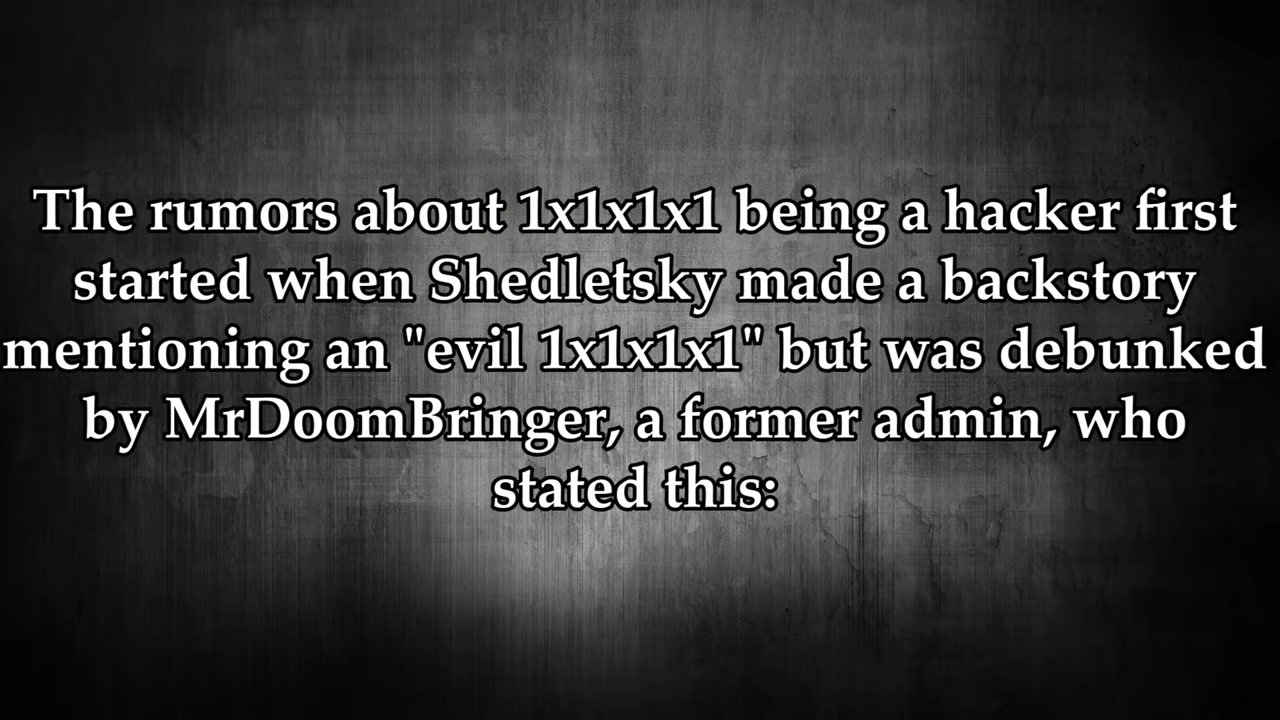 The rumors about 1x1x1x1 being a hacker first
started when Shedletsky made a backstory
mentioning an "evil 1x1x1x1" but was debunked
by MrDoomBringer, a former admin, who
stated this: